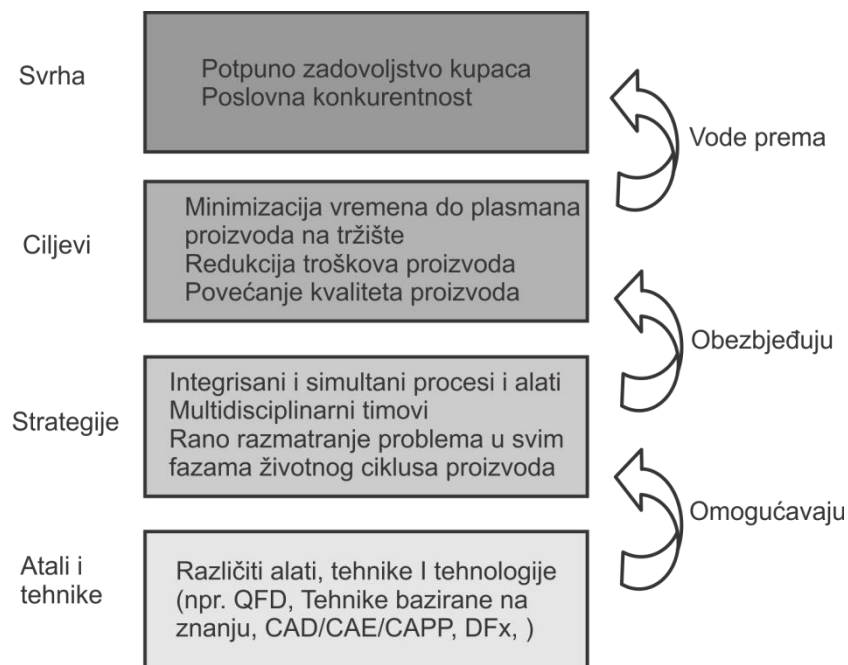 Svrha
Potpuno zadovoljstvo kupaca
Poslovna konkurentnost
Vode prema
Ciljevi
Minimizacija vremena do plasmana
proizvoda na tržište
Redukcija troškova proizvoda
Povećanje kvaliteta proizvoda
Obezbjeđuju
Strategije
Integrisani i simultani procesi i alati
Multidisciplinarni timovi
Rano razmatranje problema u svim
fazama životnog ciklusa proizvoda
Omogućavaju
Atali i
tehnike
Različiti alati, tehnike I tehnologije
(npr. QFD, Tehnike bazirane na
znanju, CAD/CAE/CAPP, DFx, )